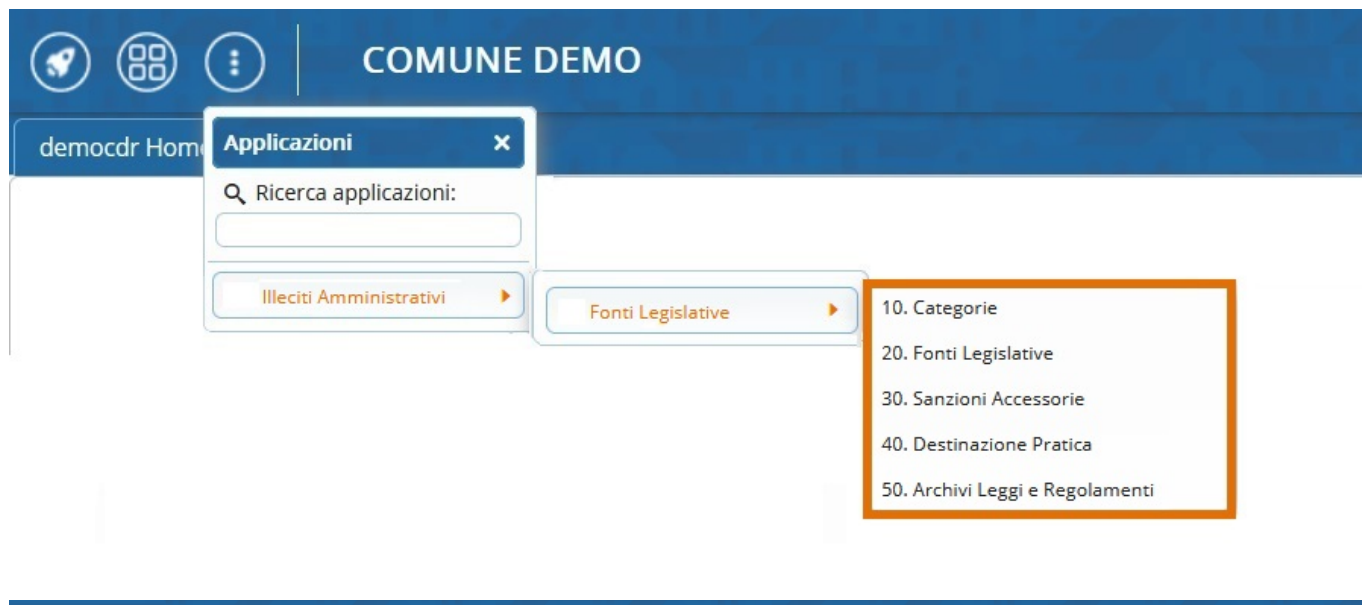 COMUNE DEMO
democdr Home
Applicazioni
Ricerca applicazioni:
Illeciti Amministrativi
Fonti Legislative
10. Categorie
20. Fonti Legislative
30. Sanzioni Accessorie
40. Destinazione Pratica
50. Archivi Leggi e Regolamenti